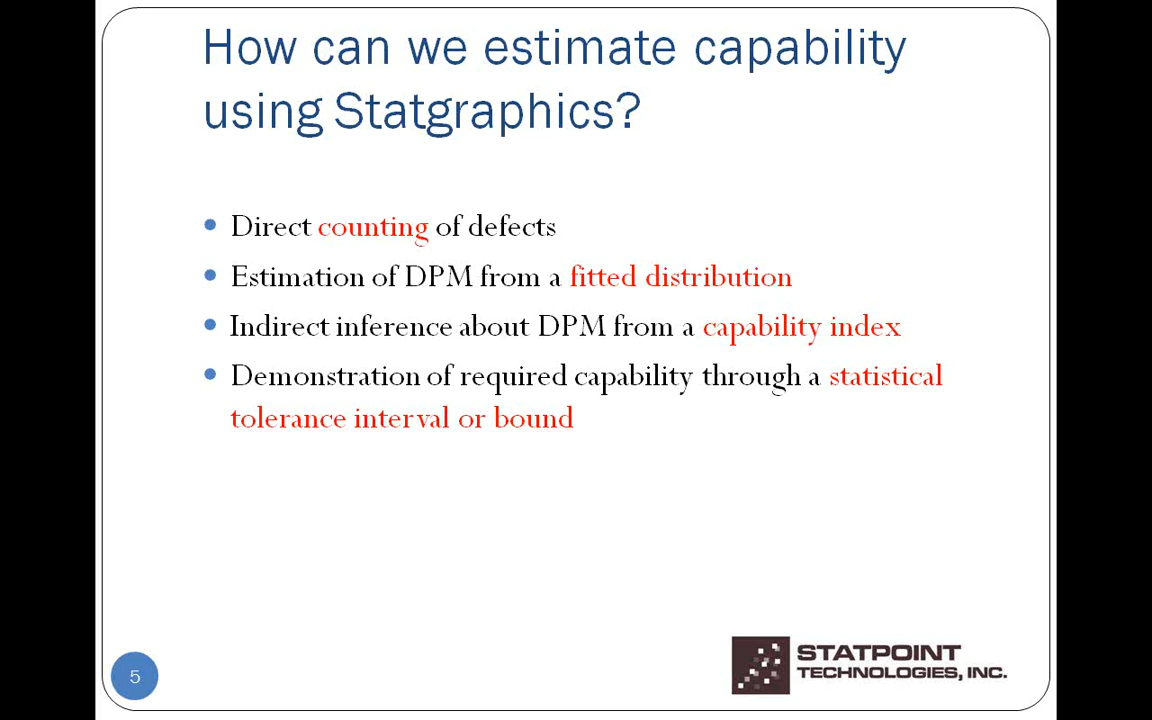 How can we estimate capability
using Statgraphics?
Direct counting of defects
Estimation of DPM from a fitted distribution
Indirect inference about DPM from a capability index
Demonstration of required capability through a statistical
tolerance interval or bound
5
STATPOINT
TECHNOLOGIES, INC.